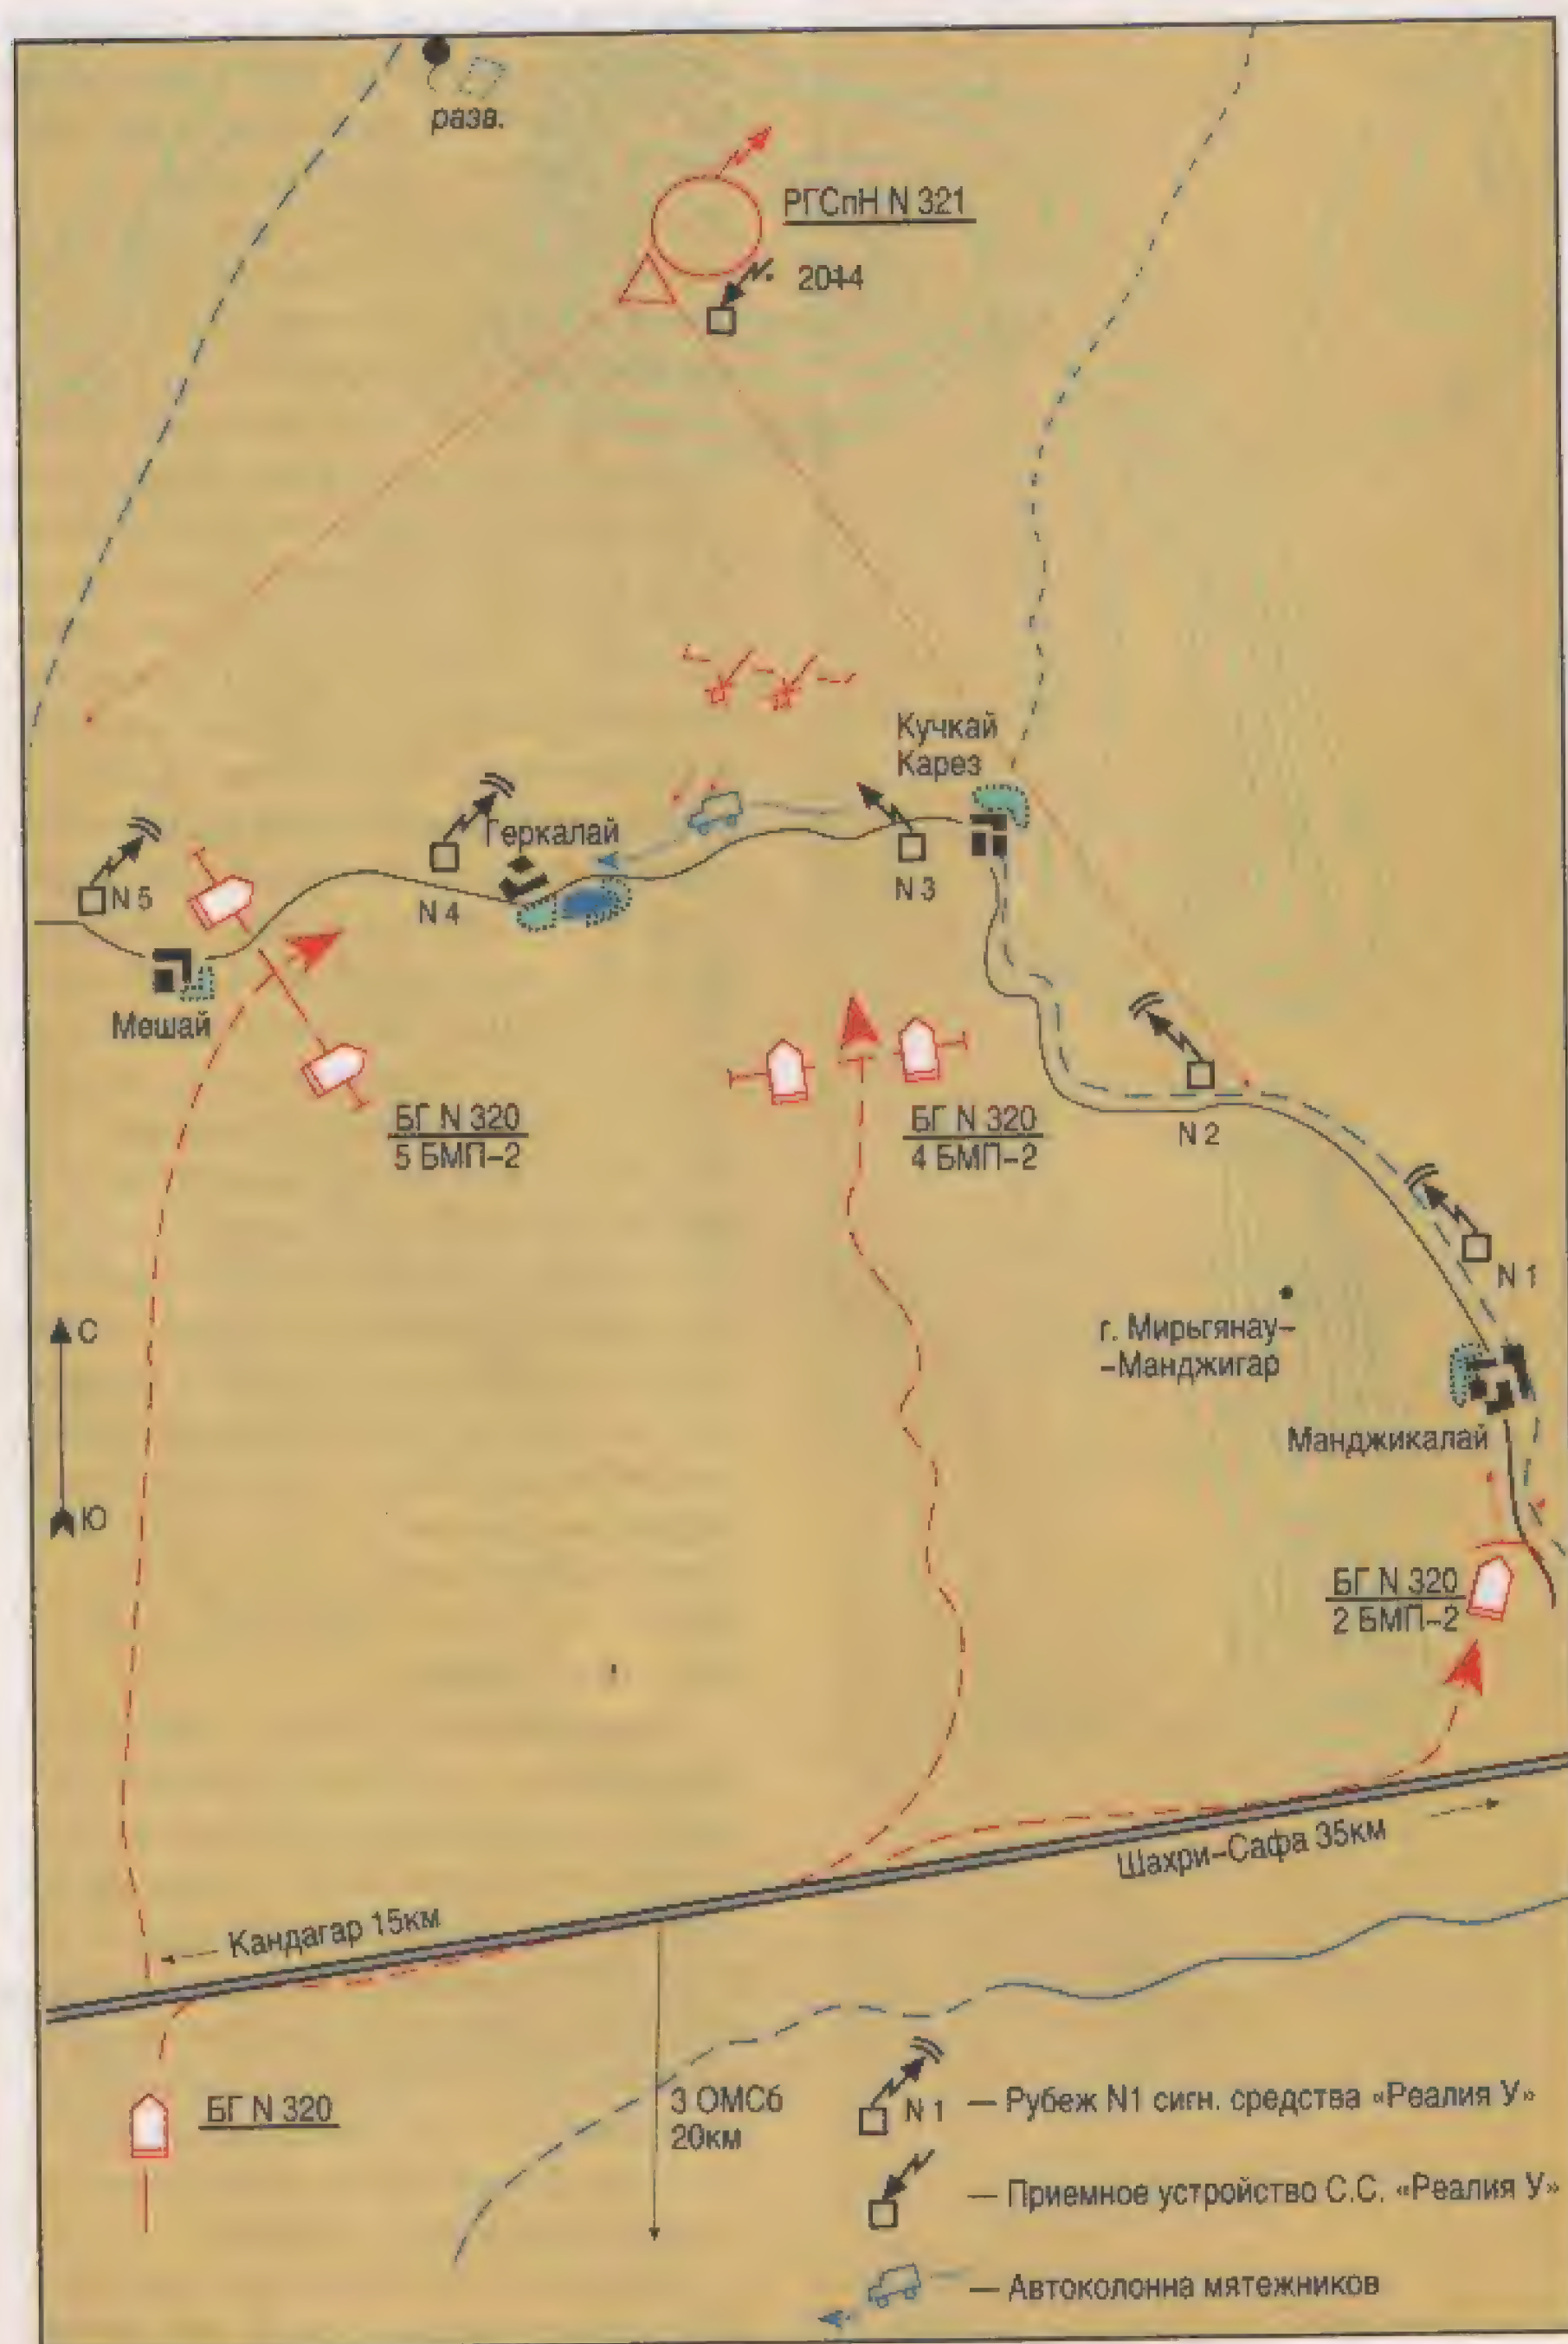 разв.
РГСпН N 321
2044
Кучкай
Карез
Геркалай
N 5
N 4
N 3
Мешай
БГ N 320
5 БМП-2
БГ N 320
4 БМП-2
N 2
N 1
г. Мирьгянау-
-Манджигар
С
Ю
Манджикалай
БГ N 320
2 БМП-2
Шахри-Сафа 35км
Кандагар 15км
БГ N 320
3 ОМСб
20км
N 1 — Рубеж N1 сигн. средства «Реалия У»
— Приемное устройство С.С. «Реалия У»
— Автоколонна мятежников